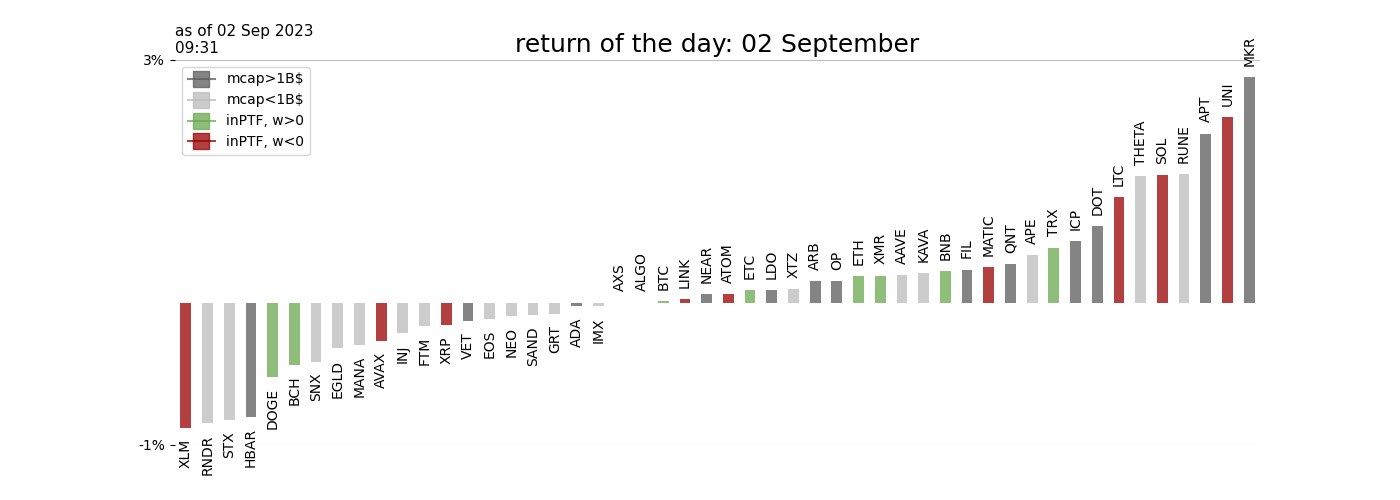 as of 02 Sep 2023
09:31
return of the day: 02 September
3%
-1%
mcap>1B$
mcap<1B$
inPTF, w>0
inPTF, w<0
XLM
RNDR
STX
HBAR
DOGE
BCH
SNX
EGLD
MANA
AVAX
INJ
FTM
XRP
VET
EOS
NEO
SAND
GRT
ADA
IMX
AXS
ALGO
BTC
LINK
NEAR
ATOM
ETC
LDO
XTZ
ARB
OP
ETH
XMR
AAVE
KAVA
BNB
FIL
MATIC
QNT
APE
TRX
ICP
DOT
LTC
THETA
SOL
RUNE
APT
UNI
MKR